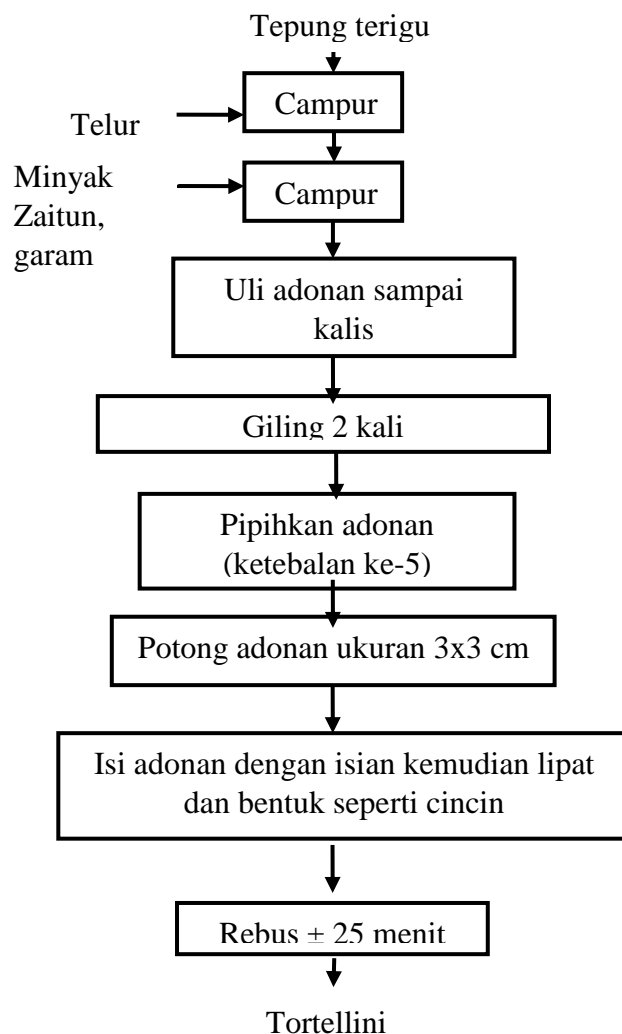 Tepung terigu
Campur
Telur
Campur
Minyak
Zaitun,
garam
Uli adonan sampai
kalis
Giling 2 kali
Pipihkan adonan
(ketebalan ke-5)
Potong adonan ukuran 3x3 cm
Isi adonan dengan isian kemudian lipat
dan bentuk seperti cincin
Rebus ± 25 menit
Tortellini